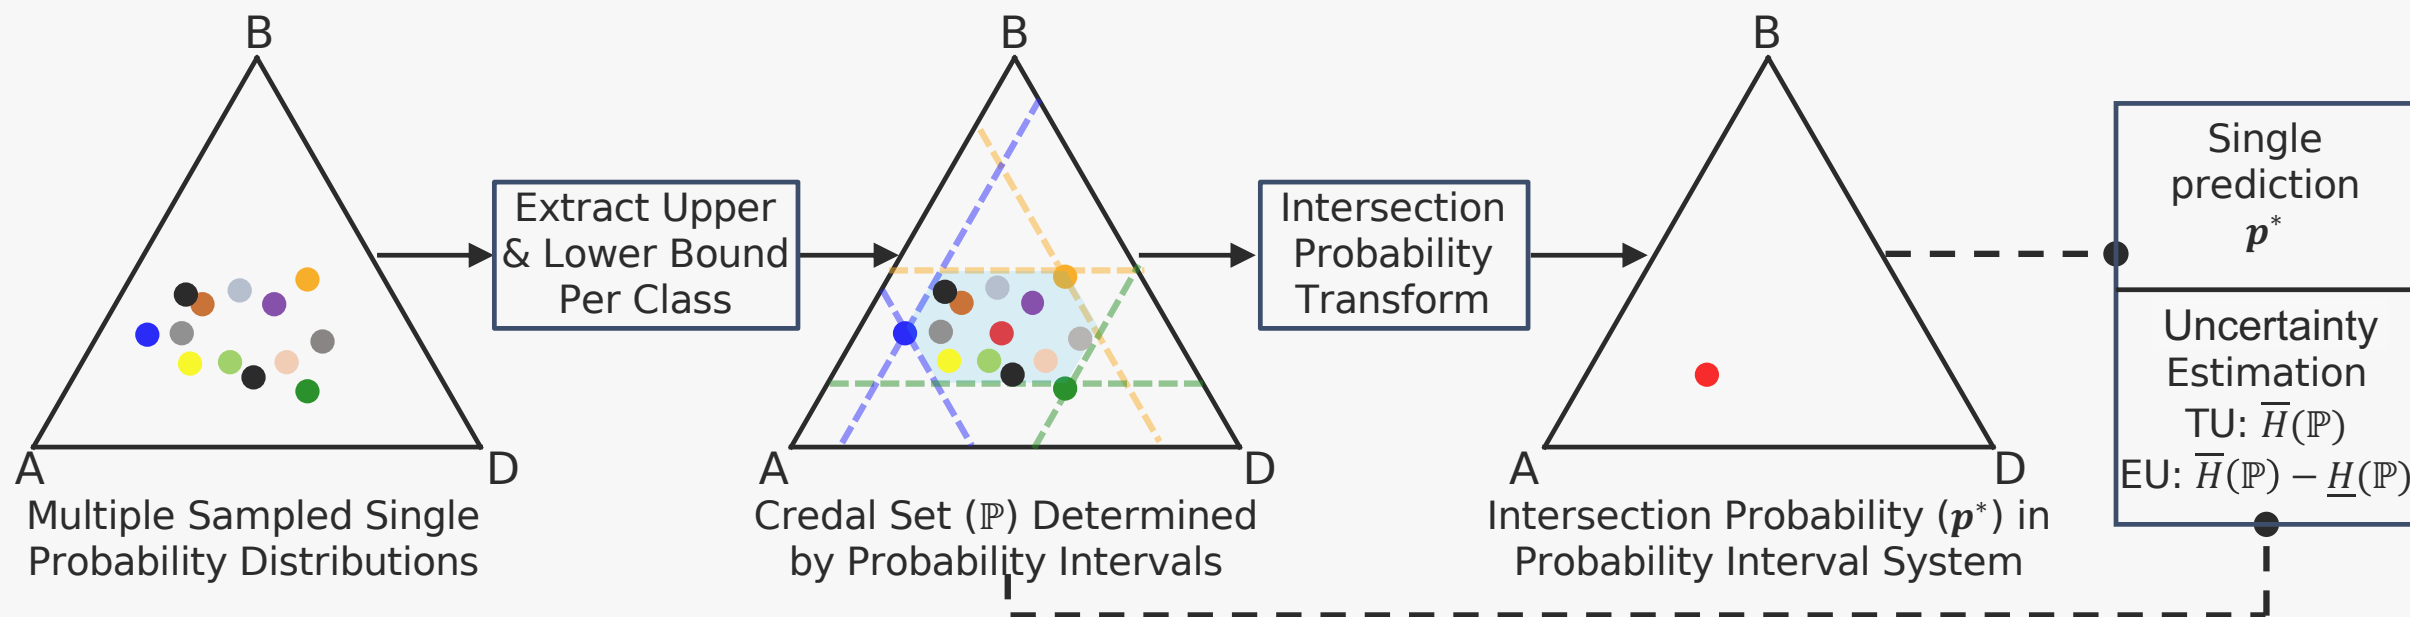 B
A
D
Multiple Sampled Single
Probability Distributions
Extract Upper
& Lower Bound
Per Class
B
A
D
Credal Set (ℙ) Determined
by Probability Intervals
Intersection
Probability
Transform
B
A
D
Intersection Probability (p*) in
Probability Interval System
Single
prediction
p*
Uncertainty
Estimation
TU: H̅(ℙ)
EU: H̅(ℙ) − H̲(ℙ)